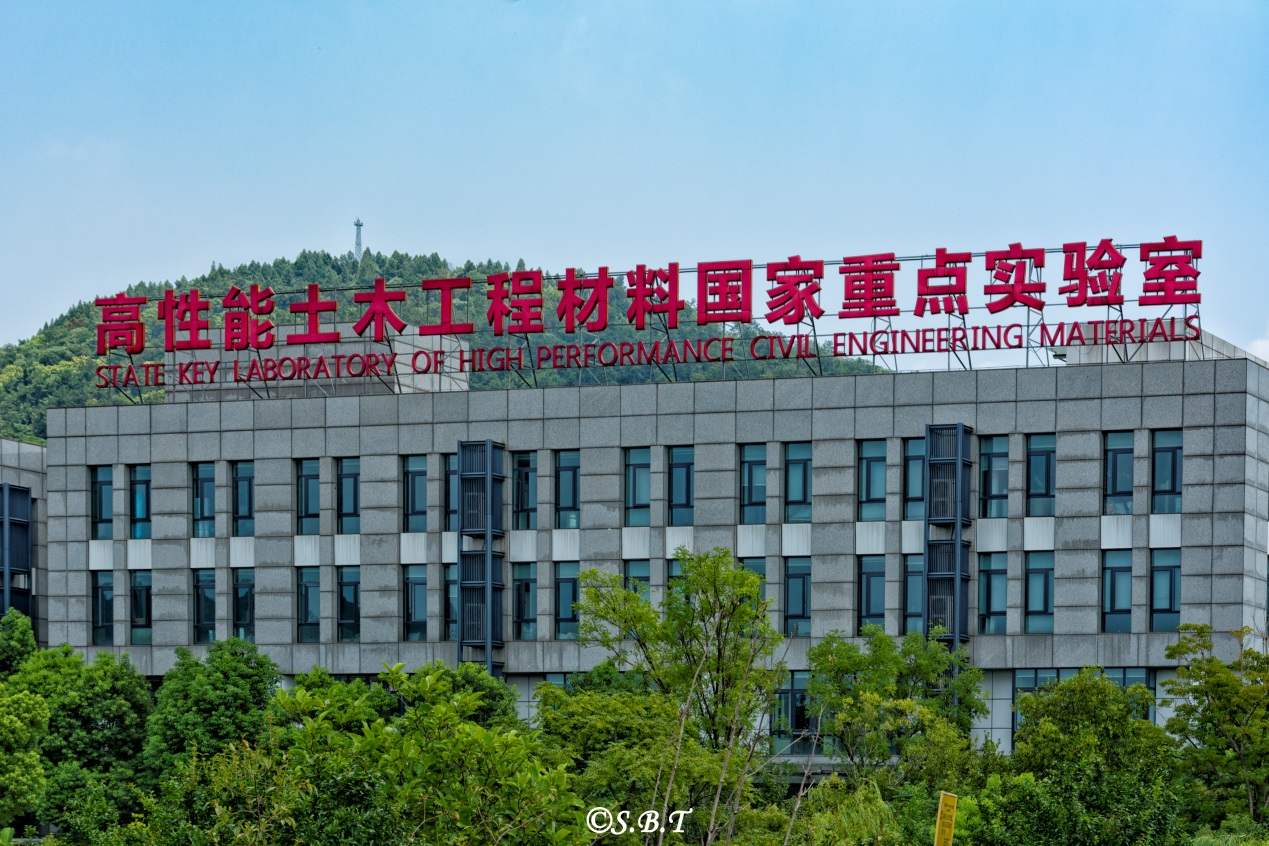 高性能土木工程材料国家重点实验室
STATE KEY LABORATORY OF HIGH PERFORMANCE CIVIL ENGINEERING MATERIALS
©S.B.T